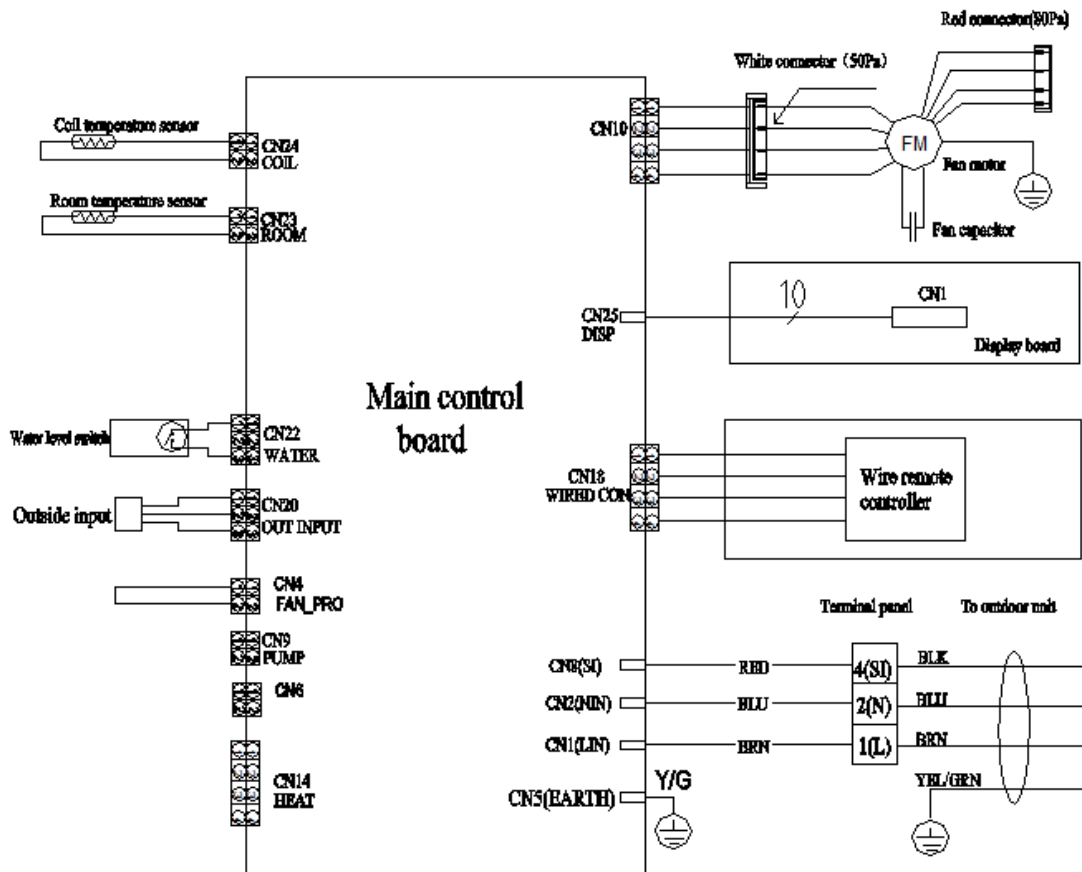 Red connector(80Pa)
White connector（50Pa）
Coil temperature sensor
CN24
COIL
CN10
FM
Fan motor
Room temperature sensor
CN23
ROOM
Fan capacitor
10
CN1
CN25
DISP
Display board
Main control
board
Water level switch
CN22
WATER
CN18
WIRED CON
Wire remote
controller
Outside input
CN20
OUT INPUT
CN4
FAN_PRO
Terminal panel
To outdoor unit
CN9
PUMP
CN8(SI)
RED
4(SI)
BLK
CN6
CN2(NIN)
BLU
2(N)
BLU
CN1(LIN)
BRN
1(L)
BRN
CN14
HEAT
Y/G
YEL/GRN
CN5(EARTH)